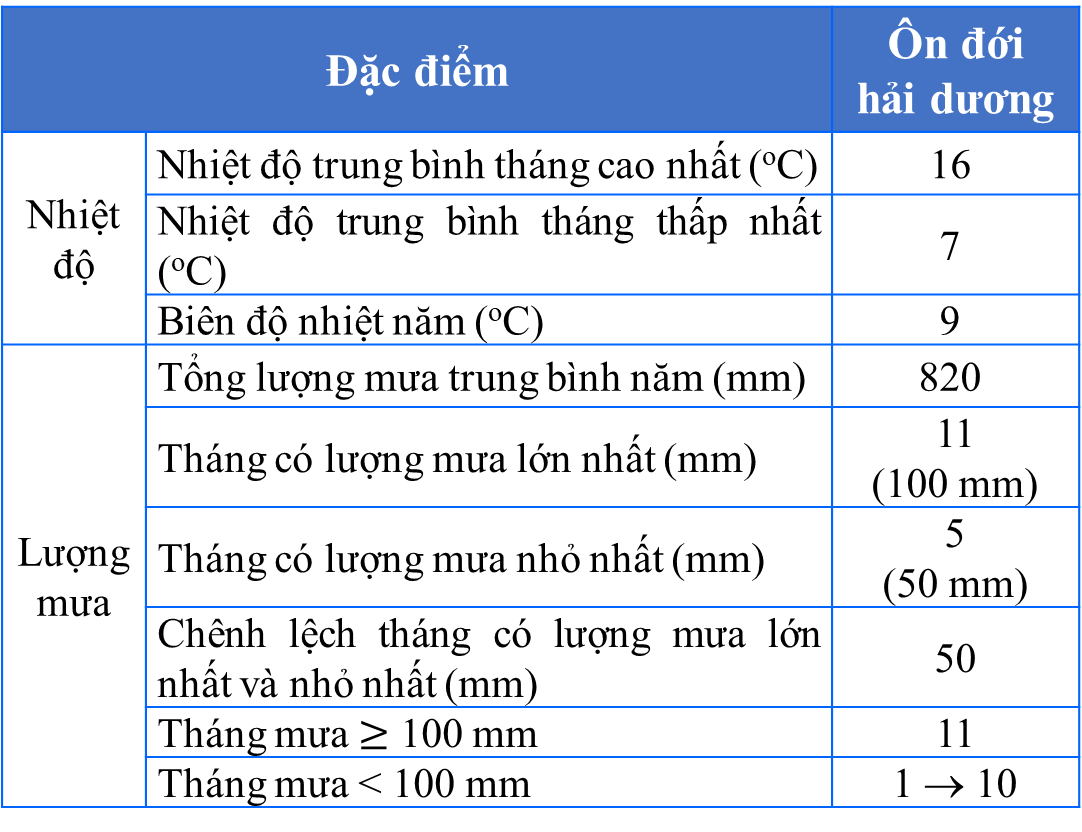 Đặc điểm
Ôn đới
hải dương
Nhiệt
độ
Nhiệt độ trung bình tháng cao nhất (ºC)
16
Nhiệt độ trung bình tháng thấp nhất
(ºC)
7
Biên độ nhiệt năm (ºC)
9
Lượng
mưa
Tổng lượng mưa trung bình năm (mm)
820
Tháng có lượng mưa lớn nhất (mm)
11
(100 mm)
Tháng có lượng mưa nhỏ nhất (mm)
5
(50 mm)
Chênh lệch tháng có lượng mưa lớn
nhất và nhỏ nhất (mm)
50
Tháng mưa ≥ 100 mm
11
Tháng mưa < 100 mm
1 → 10